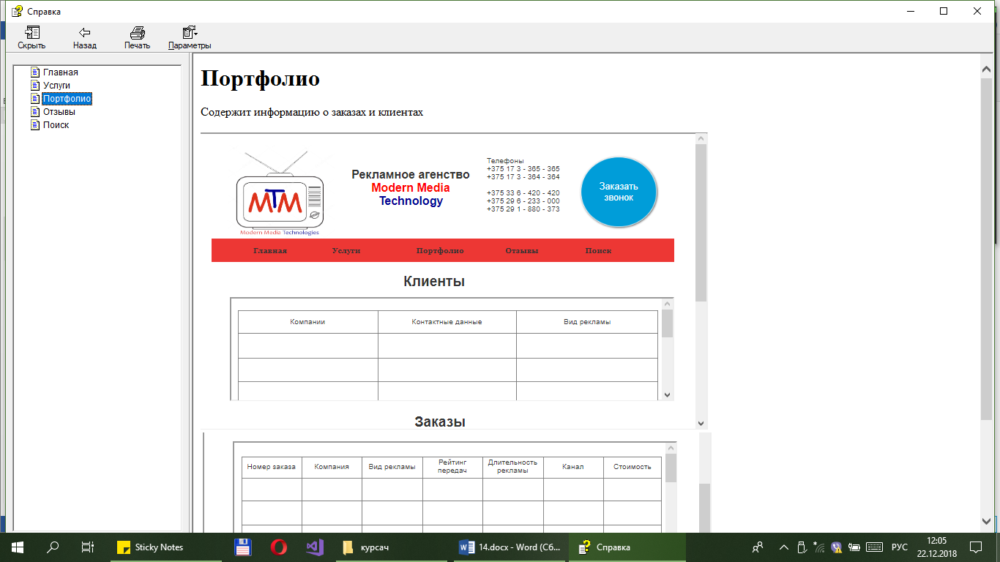 Справка
Скрыть
Назад
Печать
Параметры
Главная
Услуги
Портфолио
Отзывы
Поиск
Портфолио
Содержит информацию о заказах и клиентах
MTM
Modern Media Technologies
Рекламное агенство
Modern Media
Technology
Телефоны
+375 17 3 - 365 - 365
+375 17 3 - 364 - 364
+375 33 6 - 420 - 420
+375 29 6 - 233 - 000
+375 29 1 - 880 - 373
Заказать
звонок
Главная Услуги Портфолио Отзывы Поиск
Клиенты
Компании Контактные данные Вид рекламы
Заказы
Номер заказа Компания Вид рекламы Рейтинг передач Длительность рекламы Канал Стоимость
Sticky Notes курсач 14.docx - Word (Сб... Справка РУС 12:05
22.12.2018